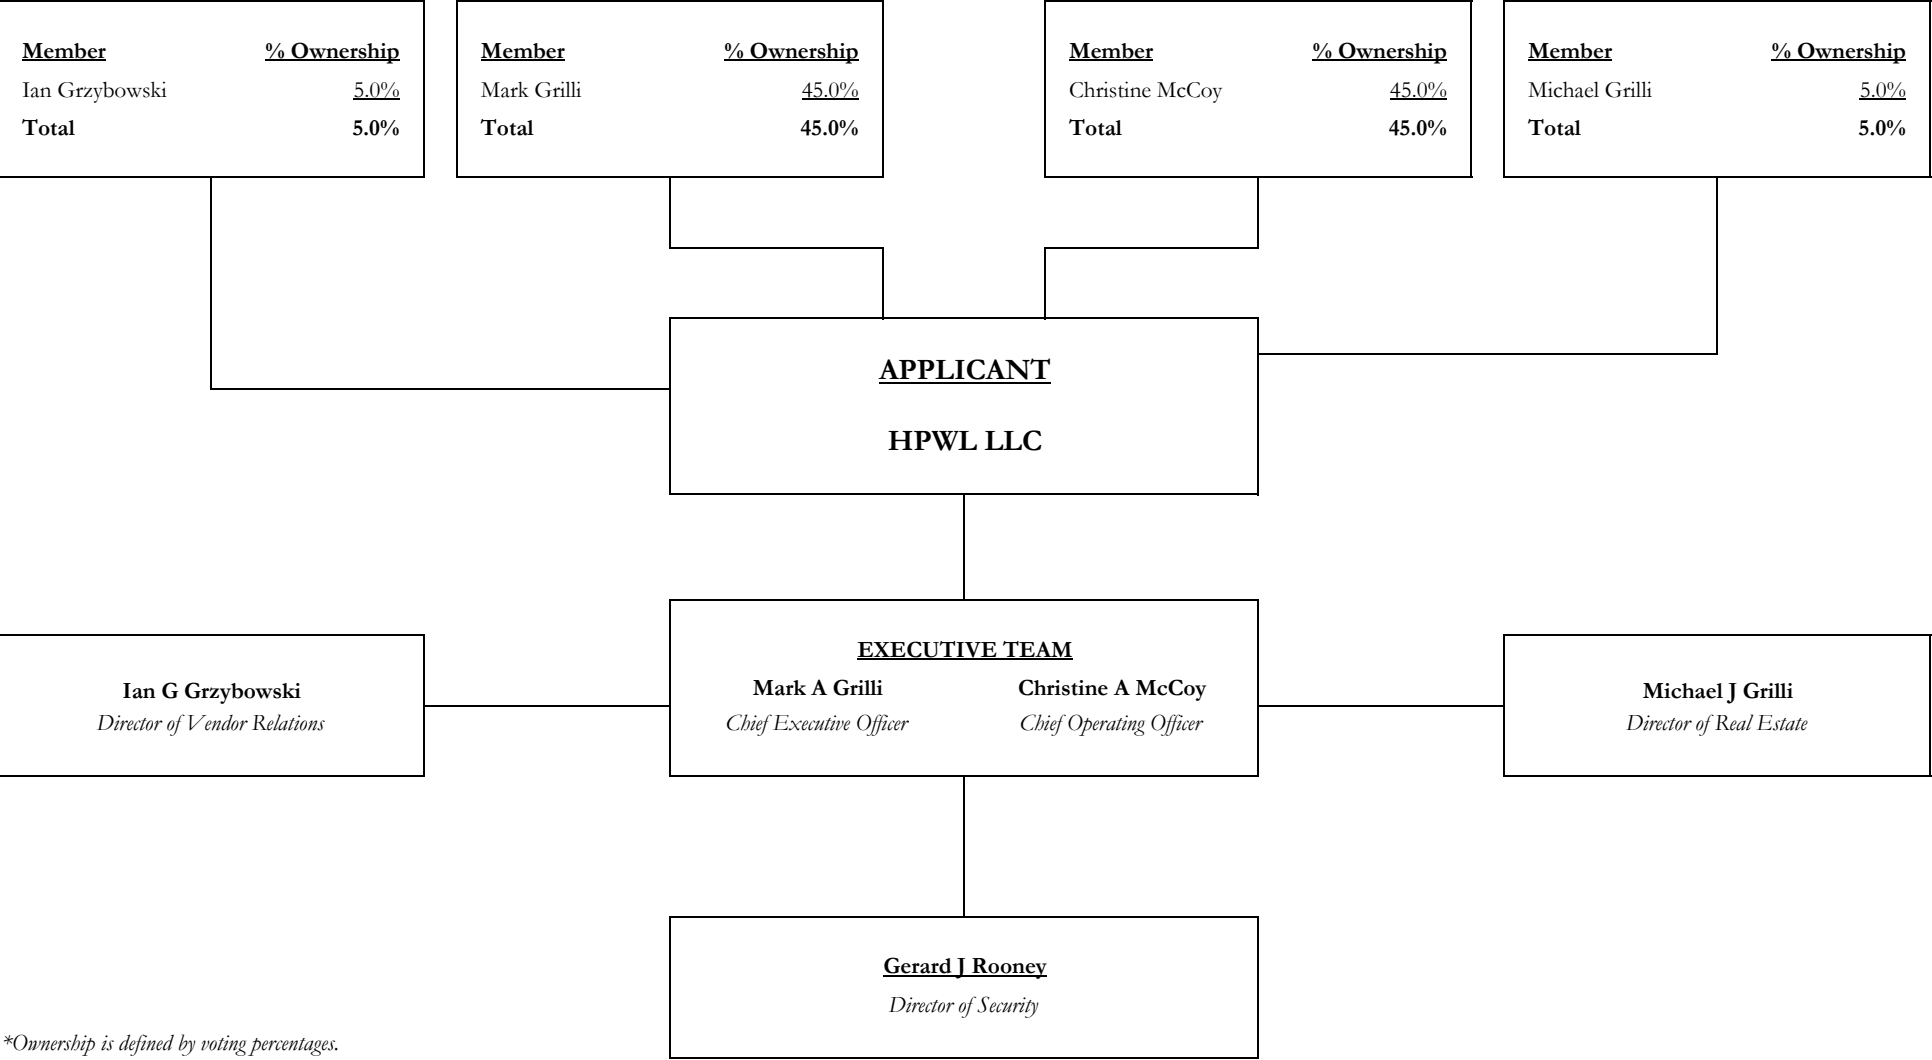 Member % Ownership
Ian Grzybowski 5.0%
Total 5.0%
Member % Ownership
Mark Grilli 45.0%
Total 45.0%
Member % Ownership
Christine McCoy 45.0%
Total 45.0%
Member % Ownership
Michael Grilli 5.0%
Total 5.0%
APPLICANT
HPWL LLC
Ian G Grzybowski
Director of Vendor Relations
EXECUTIVE TEAM
Mark A Grilli
Chief Executive Officer
Christine A McCoy
Chief Operating Officer
Michael J Grilli
Director of Real Estate
Gerard J Rooney
Director of Security
*Ownership is defined by voting percentages.